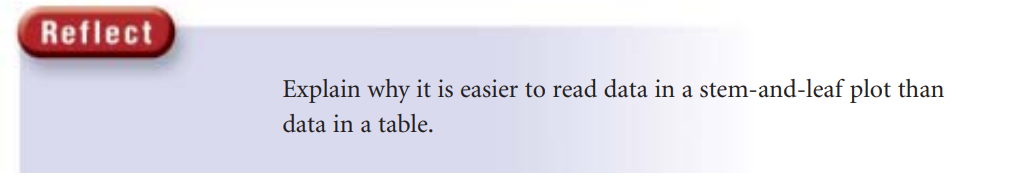 Reflect
Explain why it is easier to read data in a stem-and-leaf plot than
data in a table.